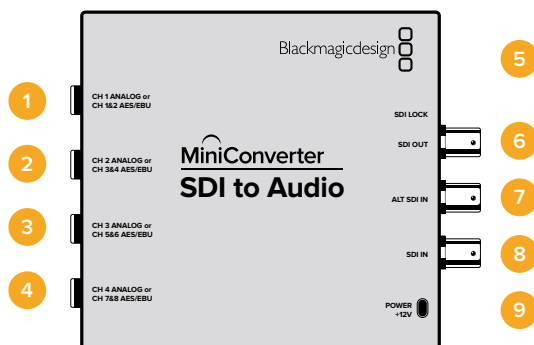 Blackmagicdesign
1
CH 1 ANALOG or
CH 1&2 AES/EBU
2
CH 2 ANALOG or
CH 3&4 AES/EBU
3
CH 3 ANALOG or
CH 5&6 AES/EBU
4
CH 4 ANALOG or
CH 7&8 AES/EBU
MiniConverter
SDI to Audio
5
SDI LOCK
SDI OUT
6
ALT SDI IN
7
SDI IN
8
POWER
+12V
9